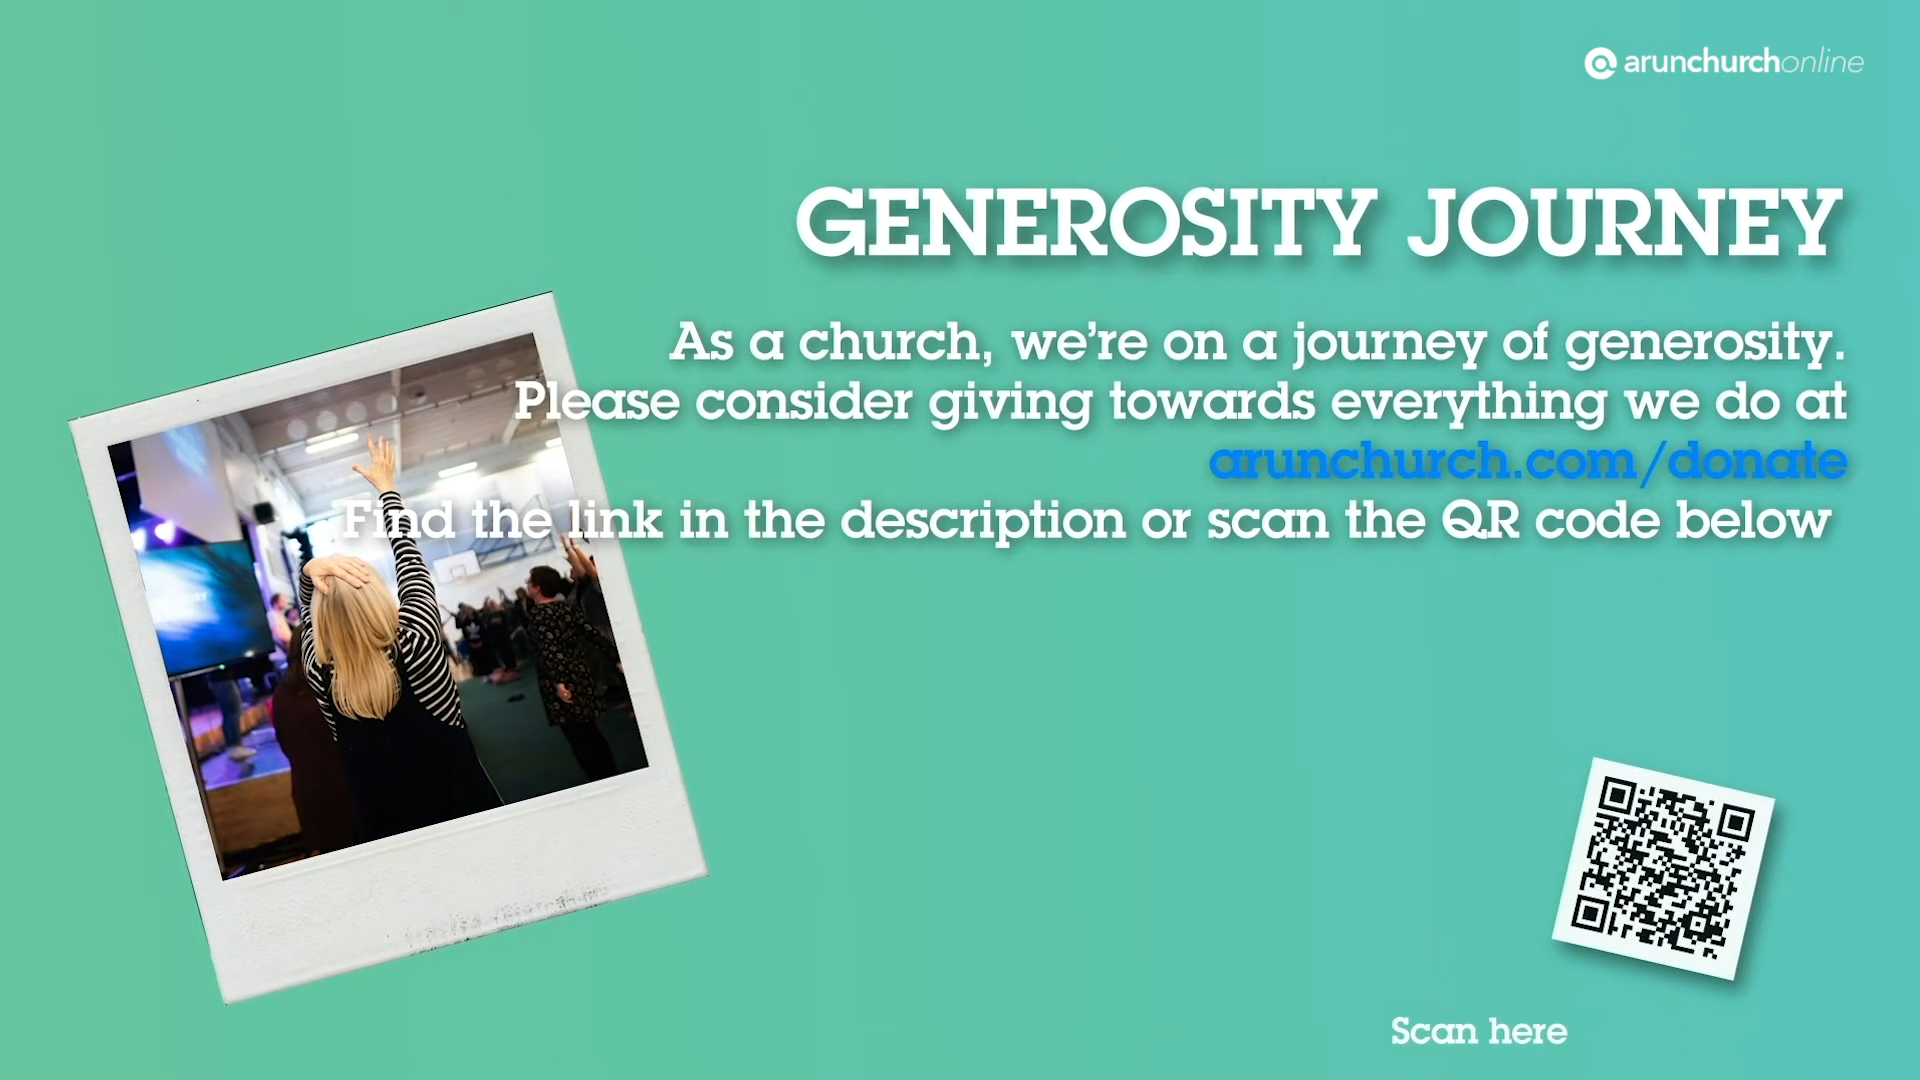 arunchurchonline
GENEROSITY JOURNEY
As a church, we’re on a journey of generosity.
Please consider giving towards everything we do at
arunchurch.com/donate
Find the link in the description or scan the QR code below
Scan here